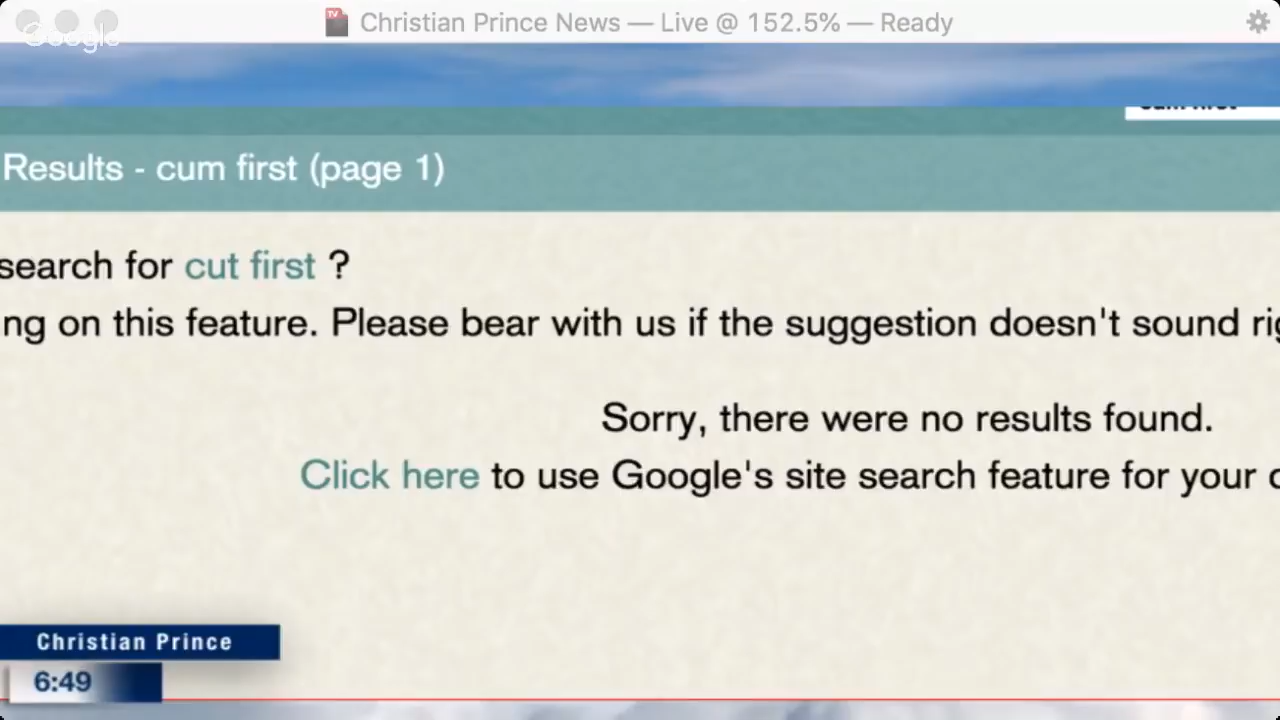 Christian Prince News — Live @ 152.5% — Ready
Google
TV
Results - cum first (page 1)
search for cut first ?
ng on this feature. Please bear with us if the suggestion doesn't sound rig
Sorry, there were no results found.
Click here to use Google's site search feature for your
Christian Prince
6:49